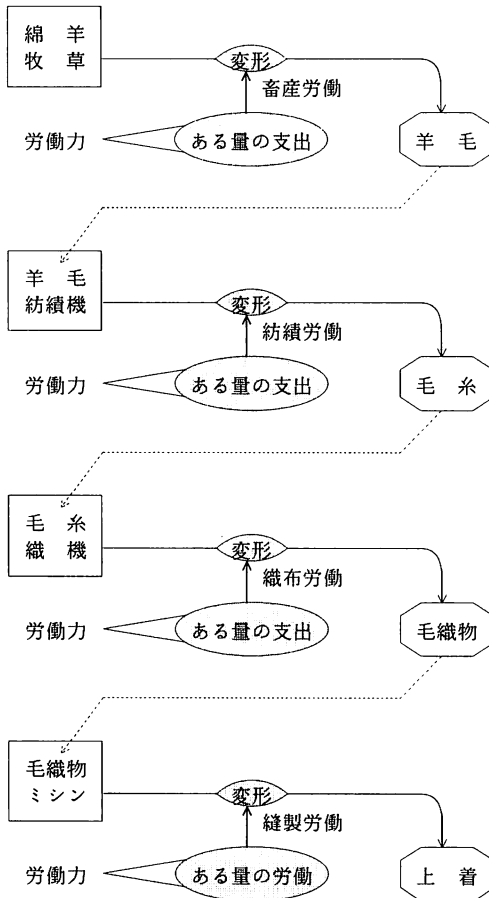 綿 羊
牧 草
変形
畜産労働
労働力
ある量の支出
羊 毛
羊 毛
紡績機
変形
紡績労働
労働力
ある量の支出
毛 糸
毛 糸
織 機
変形
織布労働
労働力
ある量の支出
毛織物
毛織物
ミシン
変形
縫製労働
労働力
ある量の労働
上 着